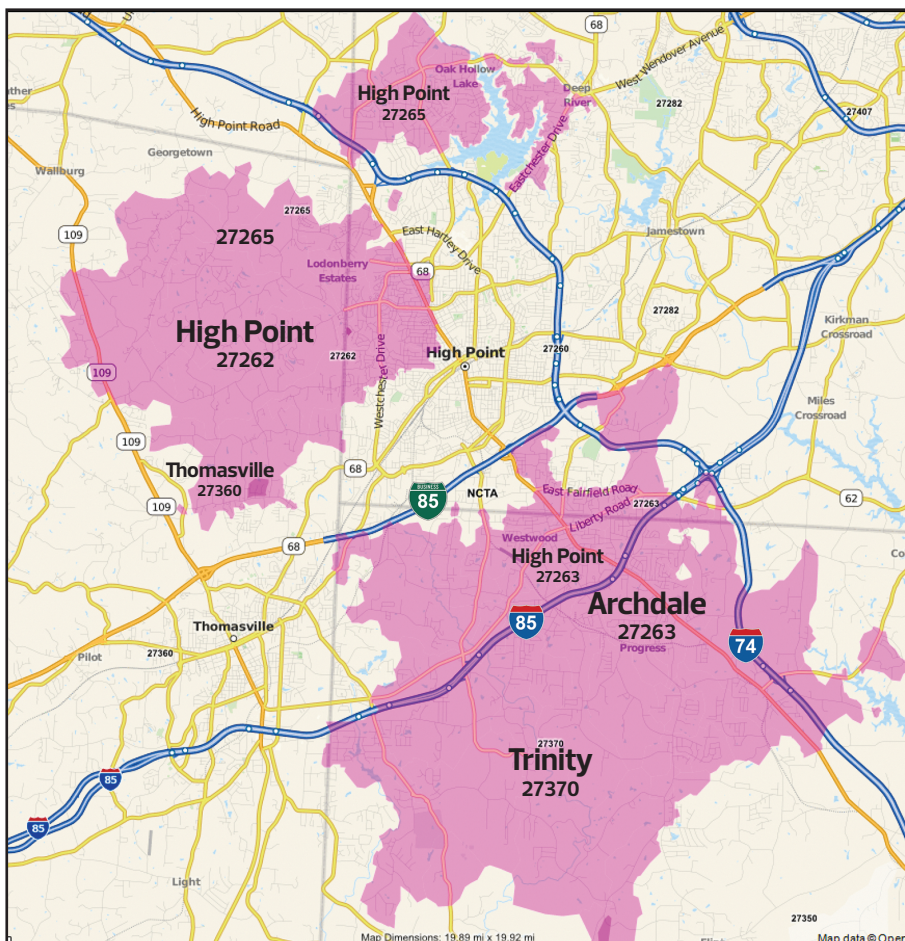 68
Oak Hollow
Lake
West Wendover Avenue
Deep
River
27282
27407
High Point
27265
High Point Road
Georgetown
Wallburg
Eastchester Drive
27265
27265
109
East Hartley Drive
Jamestown
Lodonberry
Estates
68
27282
Kirkman
Crossroad
High Point
27262
27262
High Point
27260
Westchester Drive
109
Miles
Crossroad
109
Thomasville
27360
68
109
BUSINESS
85
NCTA
East Fairfield Road
27263
Liberty Road
62
68
Westwood
High Point
27263
Archdale
27263
85
74
Progress
Thomasville
Pilot
27360
27370
Trinity
27370
85
85
Light
27350
Map Dimensions: 19.89 mi x 19.92 mi
Map data © Open